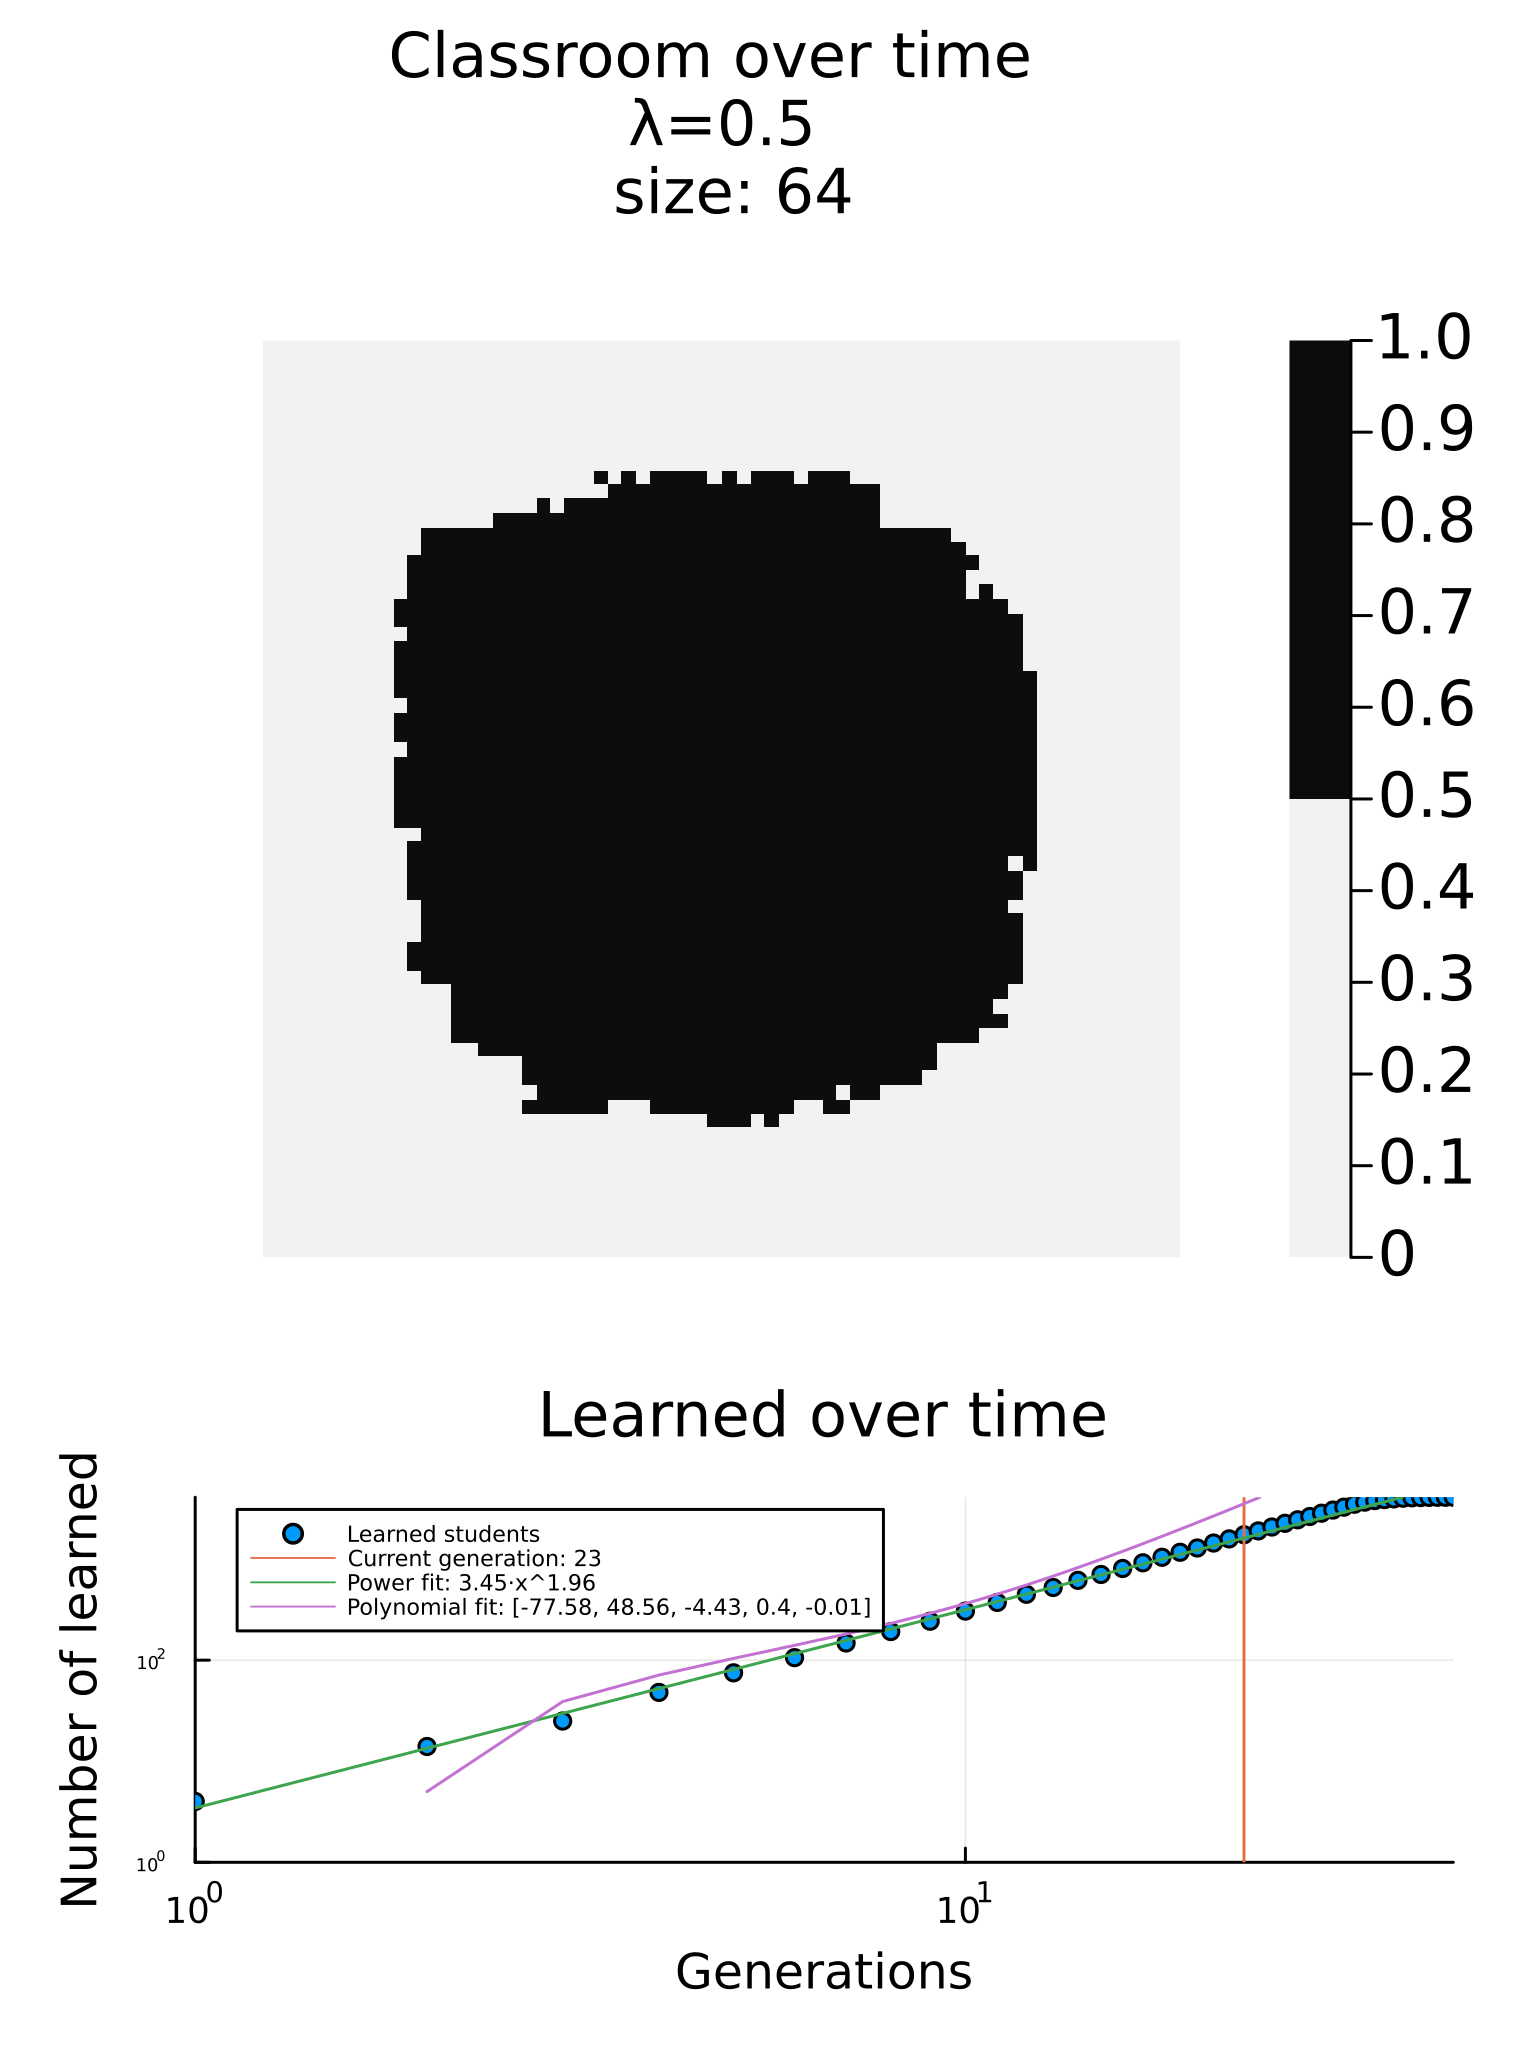 Classroom over time
λ=0.5
size: 64
1.0
0.9
0.8
0.7
0.6
0.5
0.4
0.3
0.2
0.1
0
Learned over time
Number of learned
Learned students
Current generation: 23
Power fit: 3.45·x^1.96
Polynomial fit: [-77.58, 48.56, -4.43, 0.4, -0.01]
10²
10⁰
10⁰ 10¹
Generations